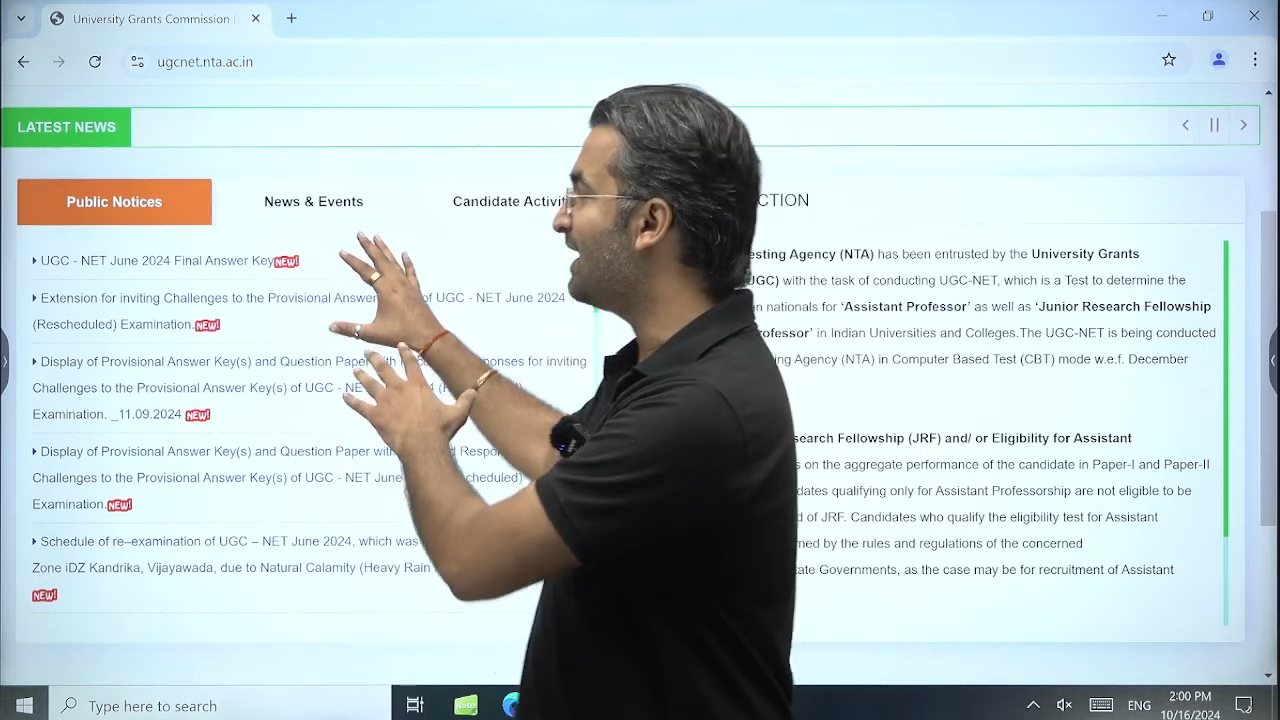 University Grants Commission (
ugcnet.nta.ac.in
LATEST NEWS
Public Notices
News & Events
Candidate Activi
CTION
UGC - NET June 2024 Final Answer Key NEW!
Extension for inviting Challenges to the Provisional Answer of UGC - NET June 2024
(Rescheduled) Examination. NEW!
Display of Provisional Answer Key(s) and Question Paper with for inviting
Challenges to the Provisional Answer Key(s) of UGC - NE
Examination. _11.09.2024 NEW!
Display of Provisional Answer Key(s) and Question Paper with
Challenges to the Provisional Answer Key(s) of UGC - NET June
Examination. NEW!
Schedule of re–examination of UGC – NET June 2024, which was
Zone iDZ Kandrika, Vijayawada, due to Natural Calamity (Heavy Rain
NEW!
esting Agency (NTA) has been entrusted by the University Grants
UGC) with the task of conducting UGC-NET, which is a Test to determine the
n nationals for ‘Assistant Professor’ as well as ‘Junior Research Fellowship
rofessor’ in Indian Universities and Colleges.The UGC-NET is being conducted
ing Agency (NTA) in Computer Based Test (CBT) mode w.e.f. December
search Fellowship (JRF) and/ or Eligibility for Assistant
s on the aggregate performance of the candidate in Paper-I and Paper-II
dates qualifying only for Assistant Professorship are not eligible to be
d of JRF. Candidates who qualify the eligibility test for Assistant
rned by the rules and regulations of the concerned
tate Governments, as the case may be for recruitment of Assistant
Type here to search
ENG
2:00 PM
10/16/2024